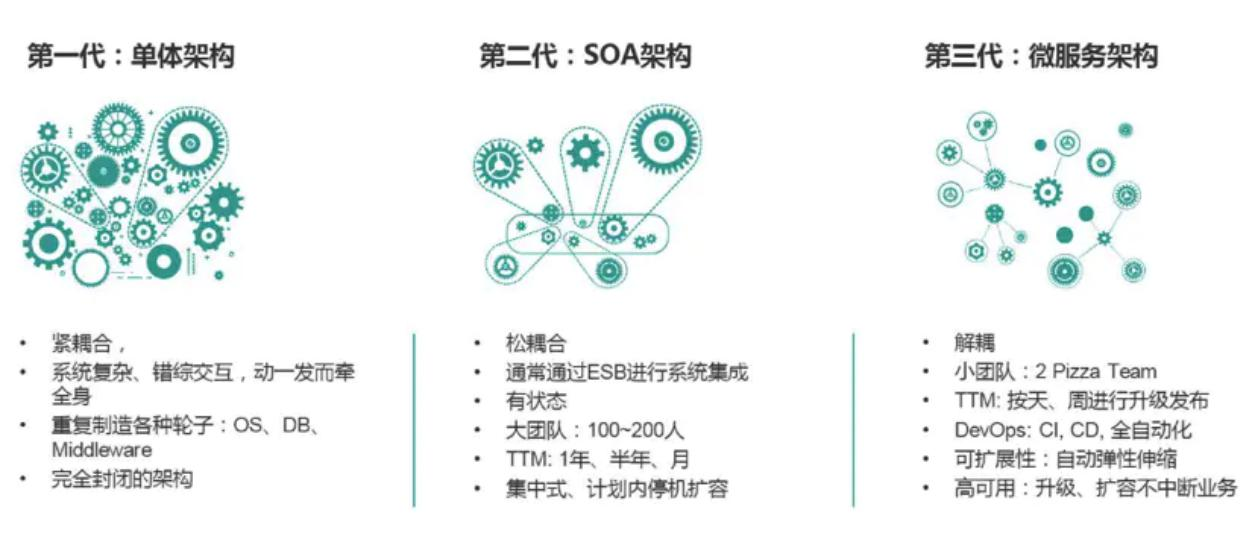 第一代：单体架构
紧耦合，
系统复杂、错综交互，动一发而牵
全身
重复制造各种轮子：OS、DB、
Middleware
完全封闭的架构
第二代：SOA架构
松耦合
通常通过ESB进行系统集成
有状态
大团队：100~200人
TTM: 1年、半年、月
集中式、计划内停机扩容
第三代：微服务架构
解耦
小团队：2 Pizza Team
TTM: 按天、周进行升级发布
DevOps: CI, CD, 全自动化
可扩展性：自动弹性伸缩
高可用：升级、扩容不中断业务